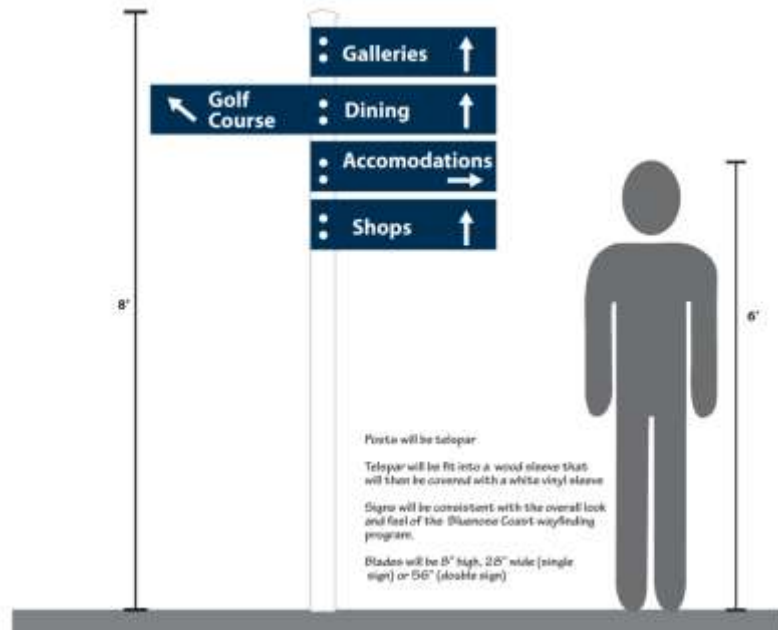 Galleries
Golf
Course
Dining
Accomodations
Shops
8'
6'
Posts will be telspar
Telspar will be fit into a wood sleeve that
will then be covered with a white vinyl sleeve
Signs will be consistent with the overall look
and feel of the Bluenose Coast wayfinding
program.
Blades will be 8" high, 28" wide (single
sign) or 56" (double sign)